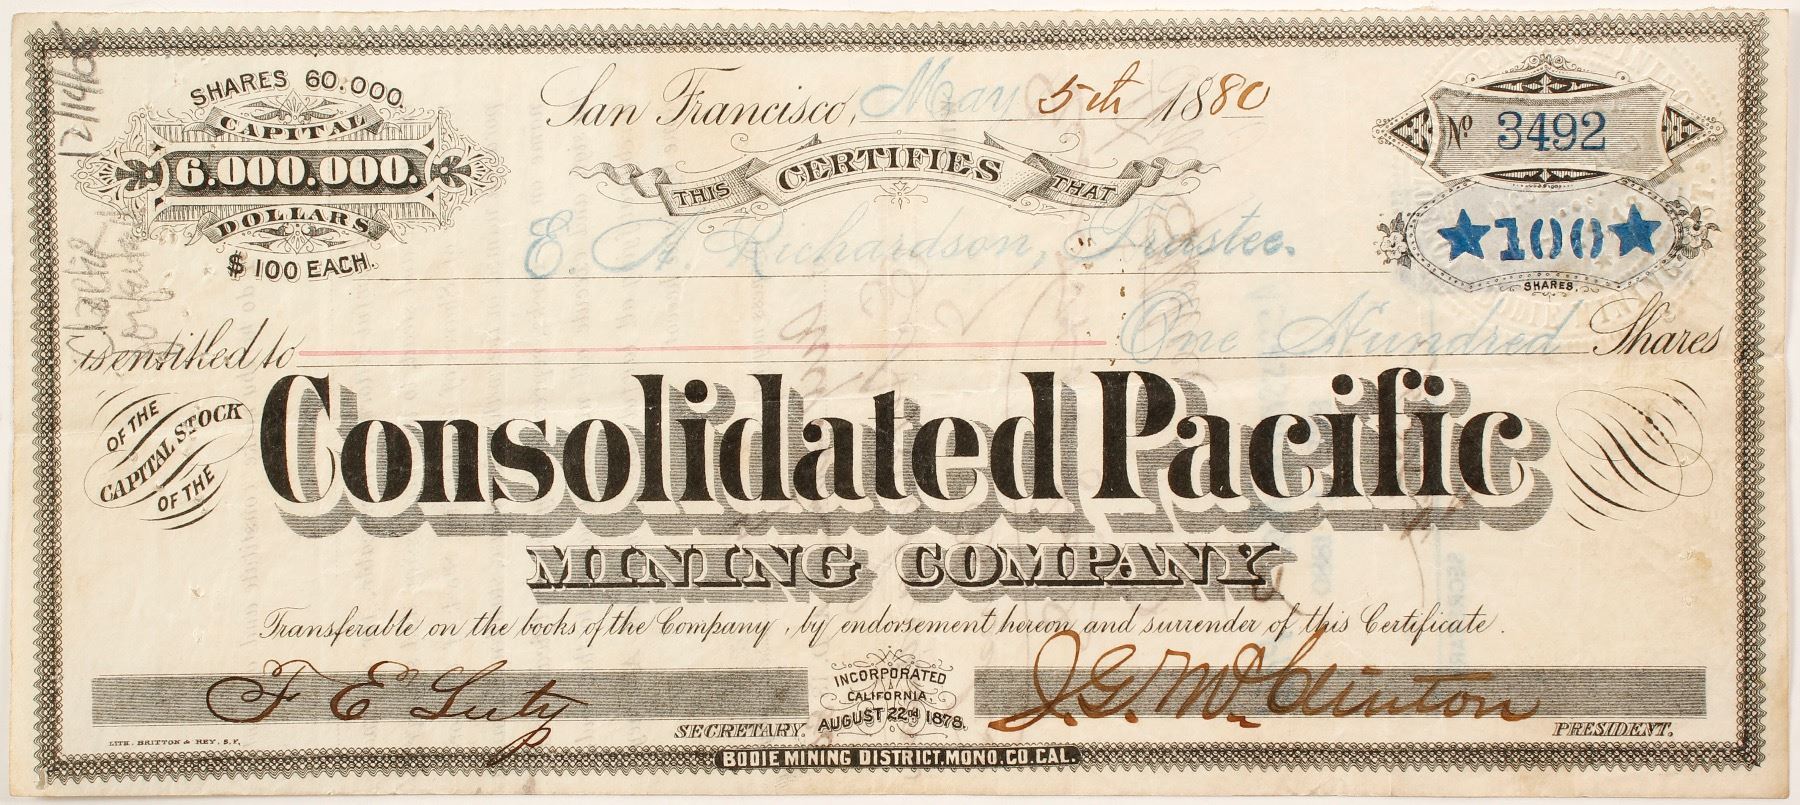 SHARES 60.000.
CAPITAL
6.000.000.
DOLLARS
$ 100 EACH.
San Francisco, May 5th 1880
Nº 3492
THIS CERTIFIES THAT
★100★
SHARES.
E A Richardson, Trustee.
is entitled to One Hundred Shares
OF THE
CAPITAL STOCK
OF THE
Consolidated Pacific
MINING COMPANY
Transferable on the books of the Company, by endorsement hereon and surrender of this Certificate.
F E Luty
SECRETARY.
INCORPORATED
CALIFORNIA
AUGUST 22nd 1878.
J. G. McClinton
PRESIDENT.
LITH. BRITTON & REY, S.F.
BODIE MINING DISTRICT, MONO. CO. CAL.